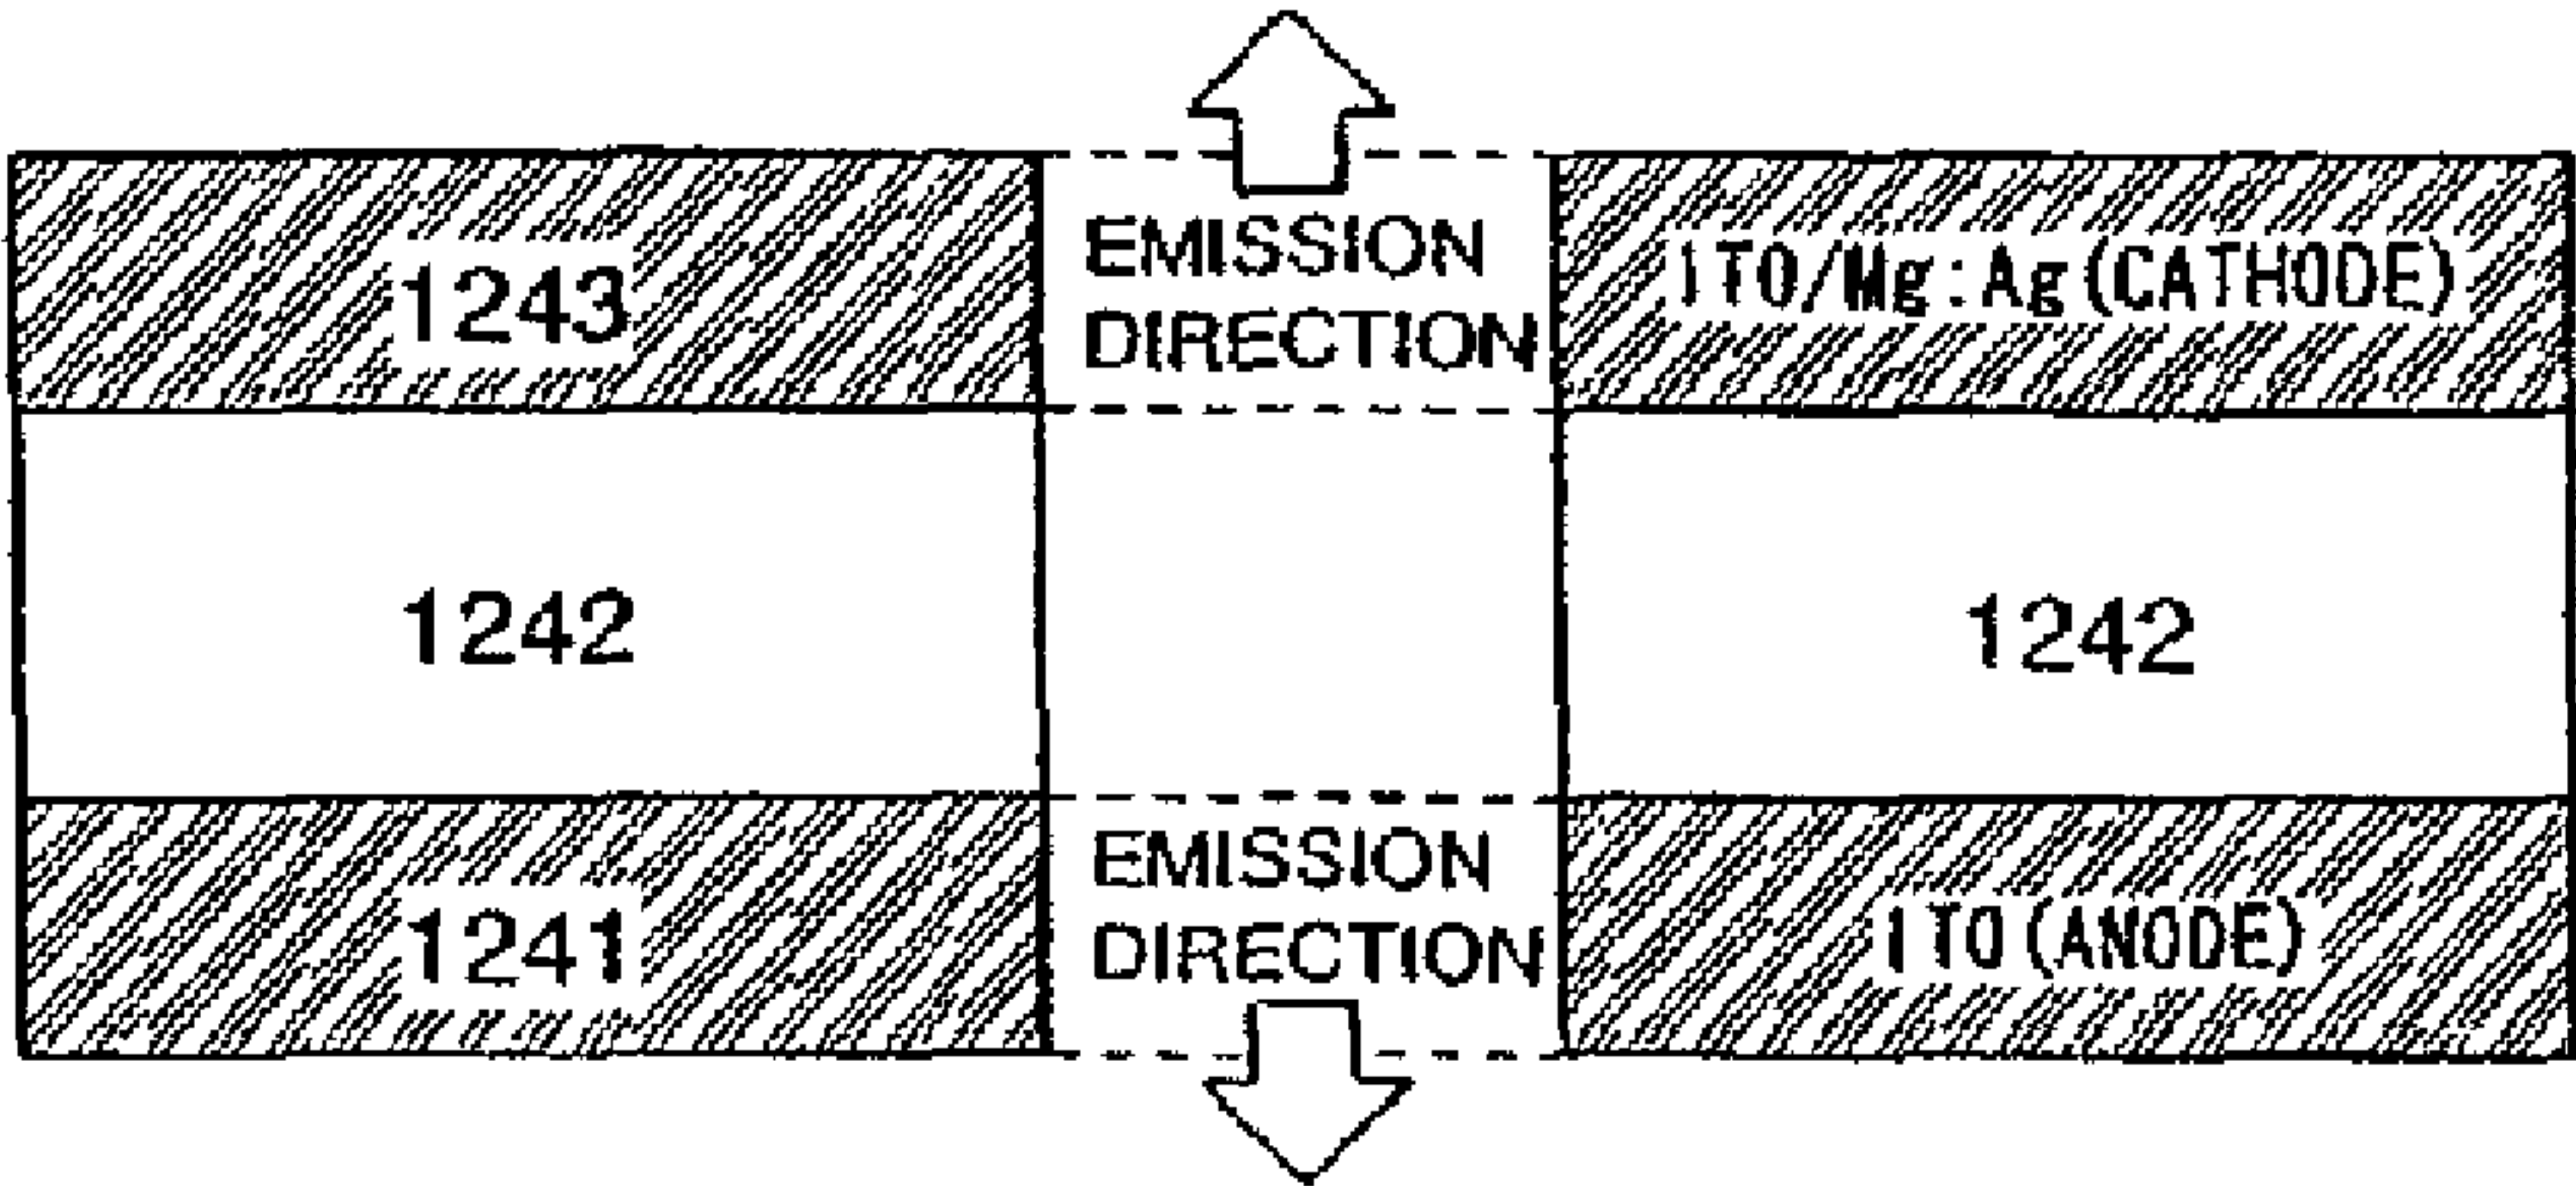 1243
EMISSION
DIRECTION
ITO/Mg:Ag(CATHODE)
1242
1242
1241
EMISSION
DIRECTION
ITO(ANODE)